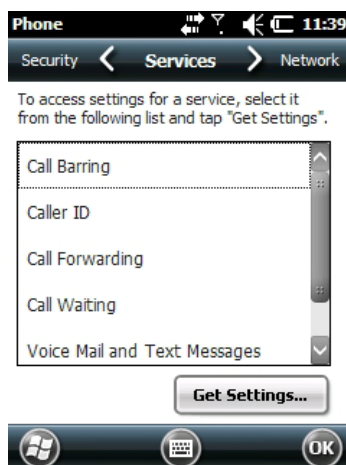 Phone 11:39
Security Services Network
To access settings for a service, select it
from the following list and tap "Get Settings".
Call Barring
Caller ID
Call Forwarding
Call Waiting
Voice Mail and Text Messages
Get Settings...
OK